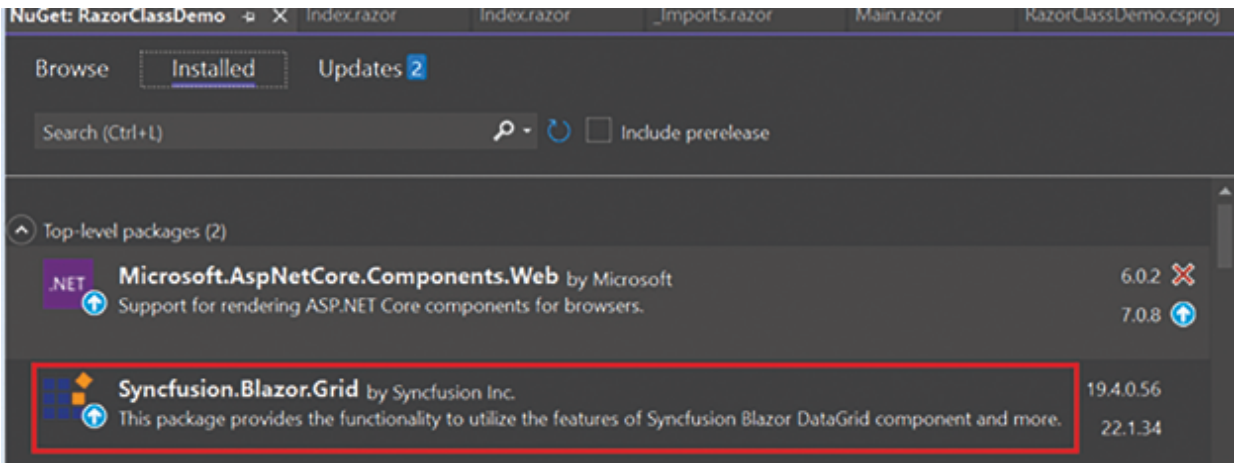 NuGet: RazorClassDemo Index.razor Index.razor _Imports.razor Main.razor RazorClassDemo.csproj
Browse Installed Updates 2
Search (Ctrl+L) Include prerelease
Top-level packages (2)
.NET Microsoft.AspNetCore.Components.Web by Microsoft 6.0.2
Support for rendering ASP.NET Core components for browsers. 7.0.8
Syncfusion.Blazor.Grid by Syncfusion Inc. 19.4.0.56
This package provides the functionality to utilize the features of Syncfusion Blazor DataGrid component and more. 22.1.34